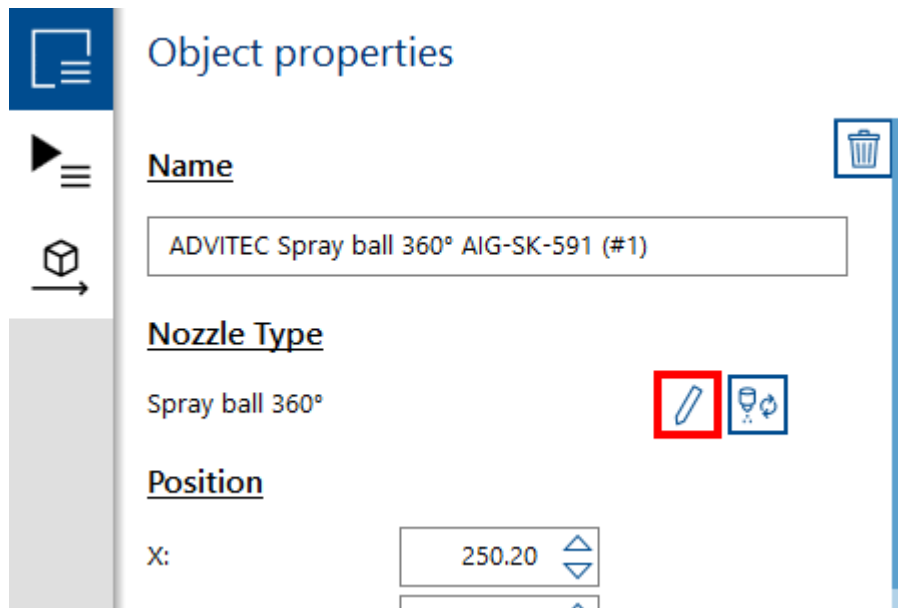 Object properties
Name
ADVITEC Spray ball 360° AIG-SK-591 (#1)
Nozzle Type
Spray ball 360°
Position
X: 250.20